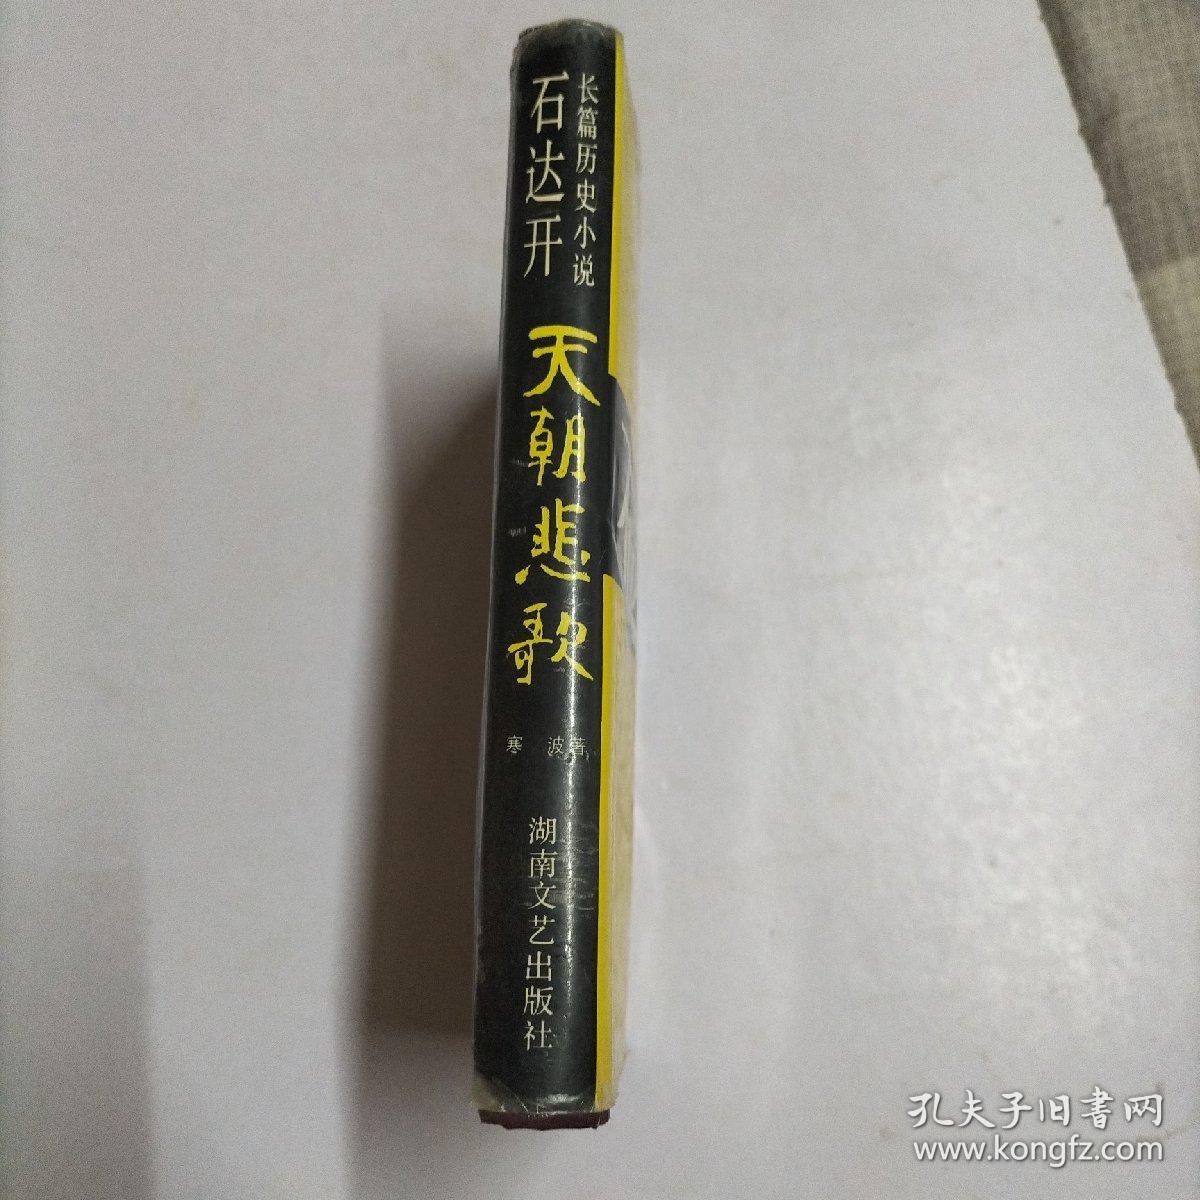 长篇历史小说
石达开
天朝悲歌
寒 波 著
湖南文艺出版社
孔夫子旧書网
www.kongfz.com